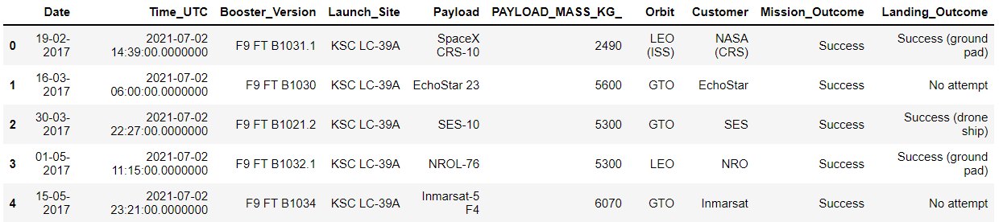 Date Time_UTC Booster_Version Launch_Site Payload PAYLOAD_MASS_KG_ Orbit Customer Mission_Outcome Landing_Outcome
0 19-02-2017 2021-07-02 14:39:00.0000000 F9 FT B1031.1 KSC LC-39A SpaceX CRS-10 2490 LEO (ISS) NASA (CRS) Success Success (ground pad)
1 16-03-2017 2021-07-02 06:00:00.0000000 F9 FT B1030 KSC LC-39A EchoStar 23 5600 GTO EchoStar Success No attempt
2 30-03-2017 2021-07-02 22:27:00.0000000 F9 FT B1021.2 KSC LC-39A SES-10 5300 GTO SES Success Success (drone ship)
3 01-05-2017 2021-07-02 11:15:00.0000000 F9 FT B1032.1 KSC LC-39A NROL-76 5300 LEO NRO Success Success (ground pad)
4 15-05-2017 2021-07-02 23:21:00.0000000 F9 FT B1034 KSC LC-39A Inmarsat-5 F4 6070 GTO Inmarsat Success No attempt